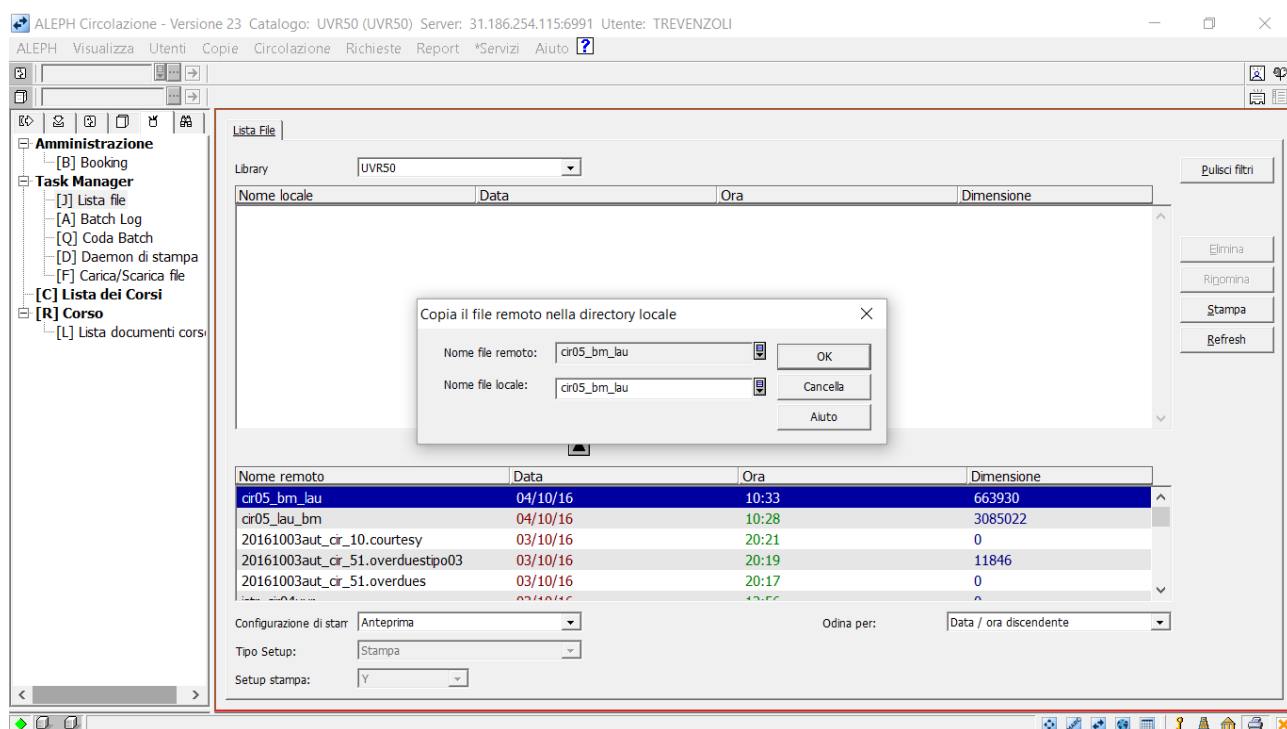 ALEPH Circolazione - Versione 23 Catalogo: UVR50 (UVR50) Server: 31.186.254.115:6991 Utente: TREVENZOLI
ALEPH Visualizza Utenti Copie Circolazione Richieste Report *Servizi Aiuto ?
Amministrazione
[B] Booking
Task Manager
[J] Lista file
[A] Batch Log
[Q] Coda Batch
[D] Daemon di stampa
[F] Carica/Scarica file
[C] Lista dei Corsi
[R] Corso
[L] Lista documenti cors
Lista File
Library UVR50 Pulisci filtri
Nome locale Data Ora Dimensione
Elimina
Rinomina
Stampa
Refresh
Copia il file remoto nella directory locale
Nome file remoto: cir05_bm_lau OK
Nome file locale: cir05_bm_lau Cancella
Aiuto
Nome remoto Data Ora Dimensione
cir05_bm_lau 04/10/16 10:33 663930
cir05_lau_bm 04/10/16 10:28 3085022
20161003aut_cir_10.courtesy 03/10/16 20:21 0
20161003aut_cir_51.overduestipo03 03/10/16 20:19 11846
20161003aut_cir_51.overdues 03/10/16 20:17 0
Configurazione di stam Anteprima Odina per: Data / ora discendente
Tipo Setup: Stampa
Setup stampa: Y